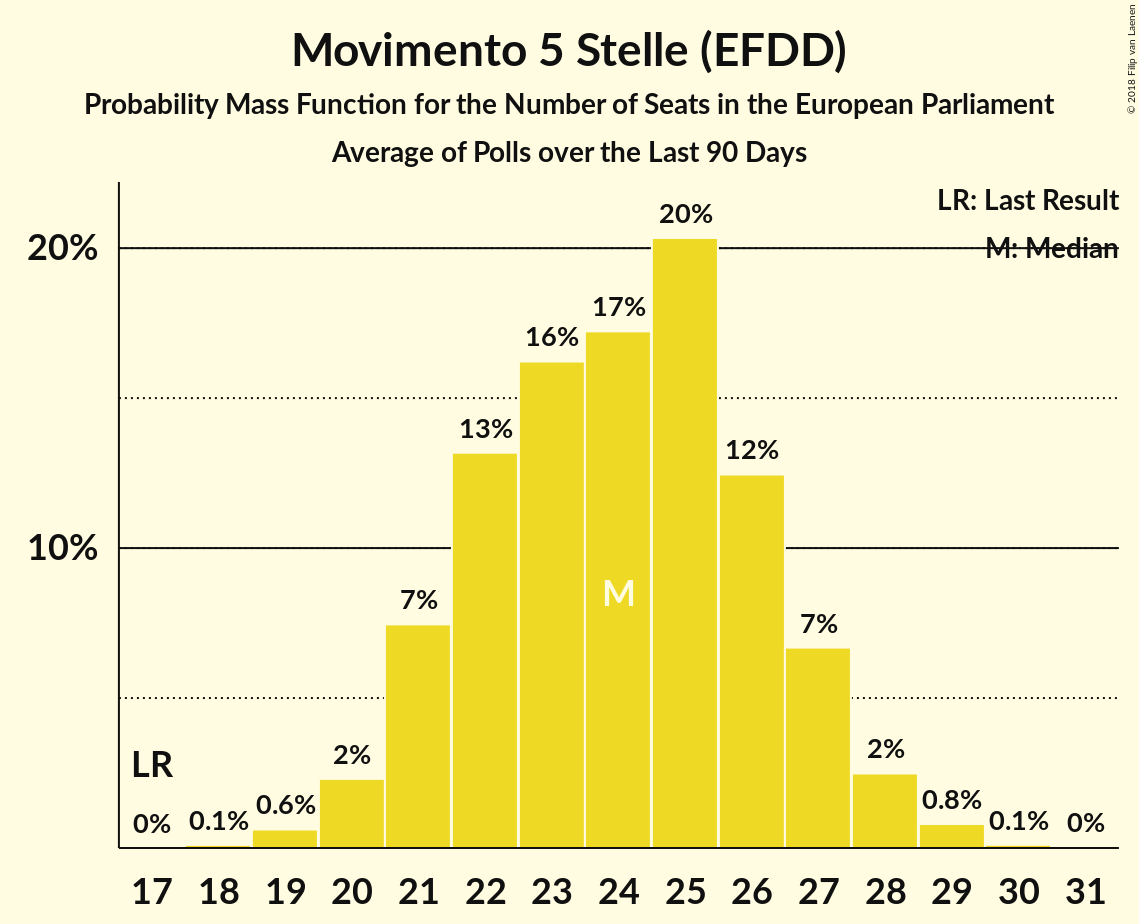 Movimento 5 Stelle (EFDD)
Probability Mass Function for the Number of Seats in the European Parliament
Average of Polls over the Last 90 Days
© 2018 Filip van Laenen
LR: Last Result
M: Median
20%
10%
LR
0%
0.1%
0.6%
2%
7%
13%
16%
17%
20%
12%
7%
2%
0.8%
0.1%
0%
M
17 18 19 20 21 22 23 24 25 26 27 28 29 30 31